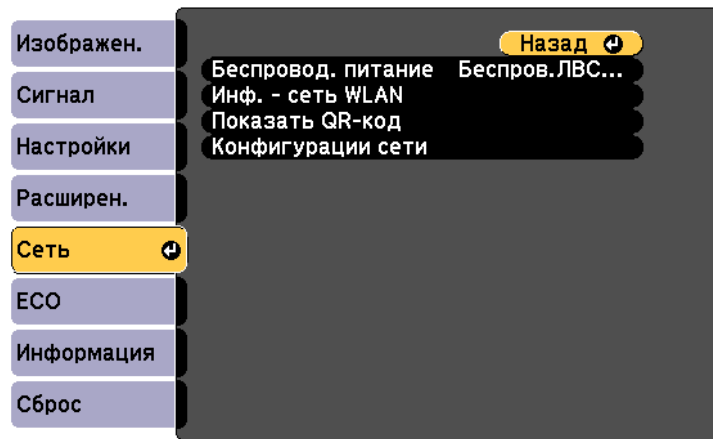 Изображен.
Сигнал
Настройки
Расширен.
Сеть
ECO
Информация
Сброс
Назад
Беспровод. питание Беспров.ЛВС...
Инф. - сеть WLAN
Показать QR-код
Конфигурации сети